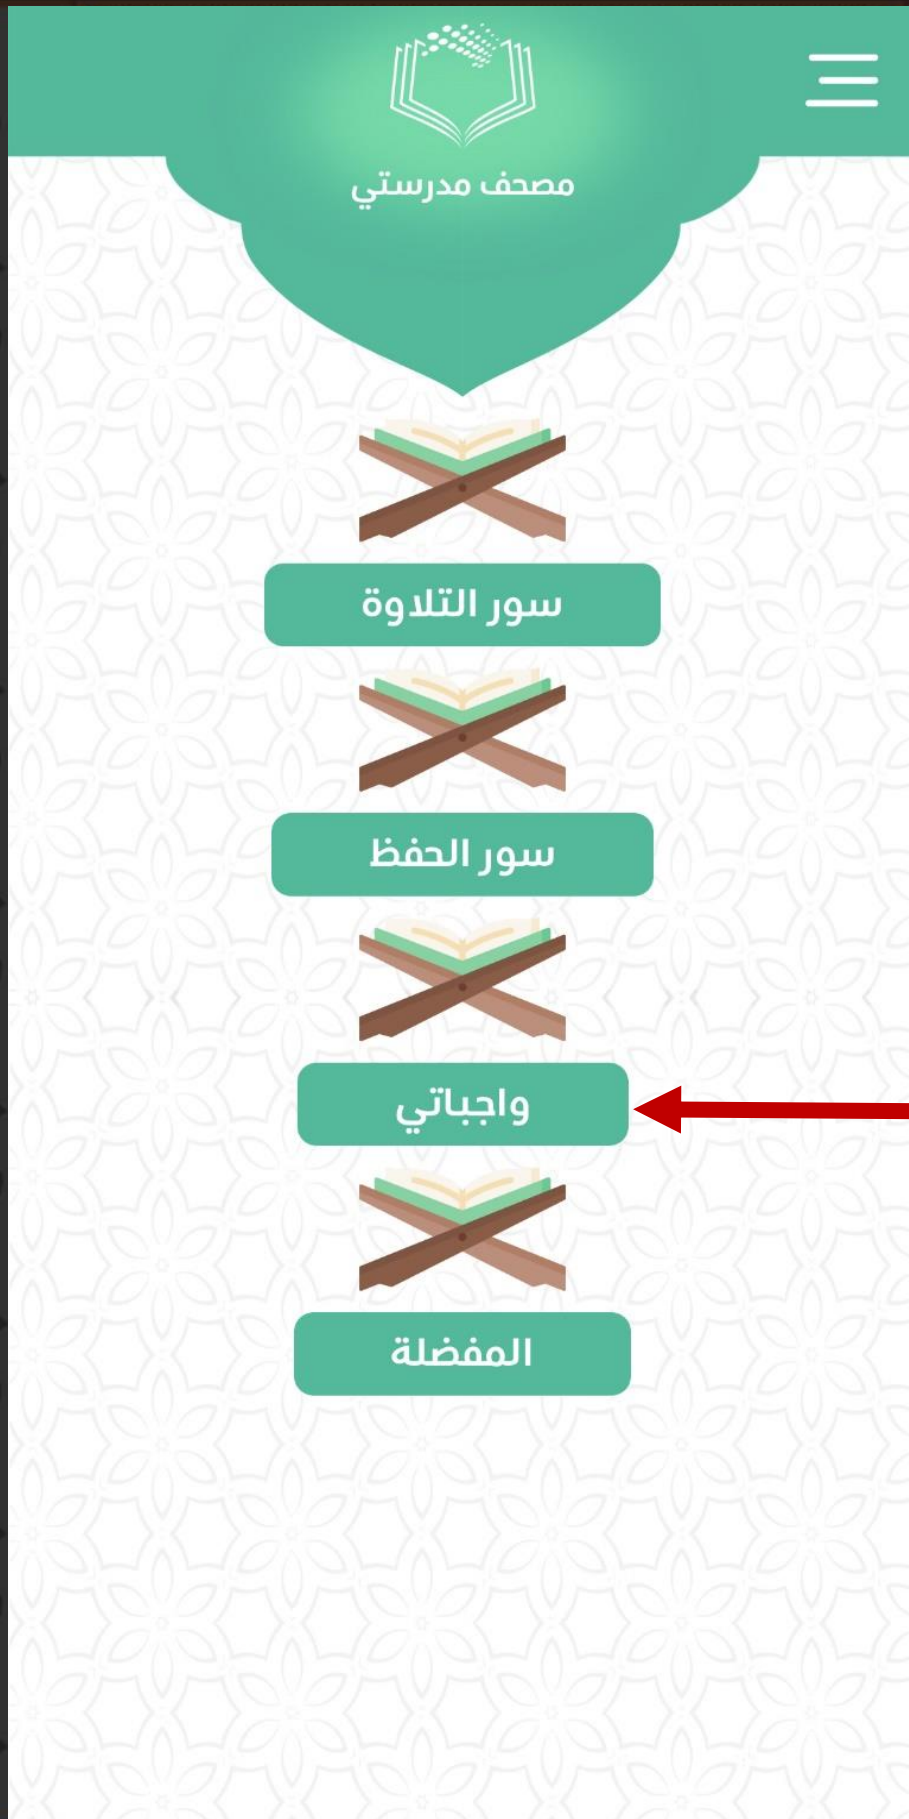 مصحف مدرستي
سور التلاوة
سور الحفظ
واجباتي
المفضلة